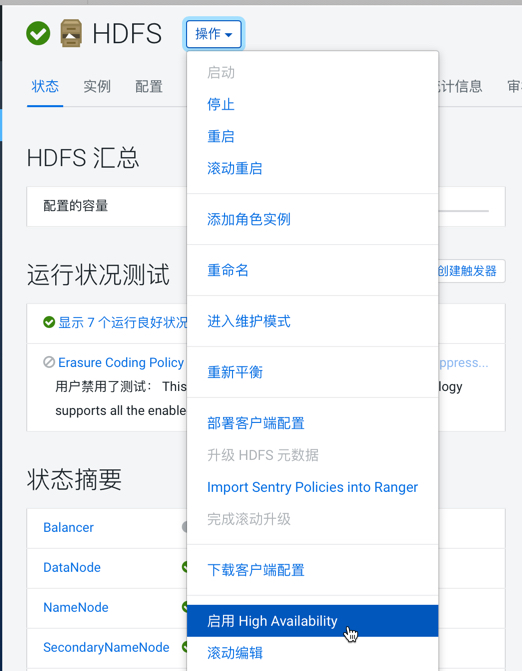 HDFS
操作
状态 实例 配置 计信息 审
启动
停止
重启
滚动重启
HDFS 汇总
配置的容量
添加角色实例
运行状况测试
重命名
创建触发器
显示 7 个运行良好状况
进入维护模式
Erasure Coding Policy
ppress...
用户禁用了测试： This
logy
supports all the enable
重新平衡
部署客户端配置
升级 HDFS 元数据
Import Sentry Policies into Ranger
完成滚动升级
状态摘要
Balancer
DataNode
下载客户端配置
NameNode
启用 High Availability
SecondaryNameNode
滚动编辑